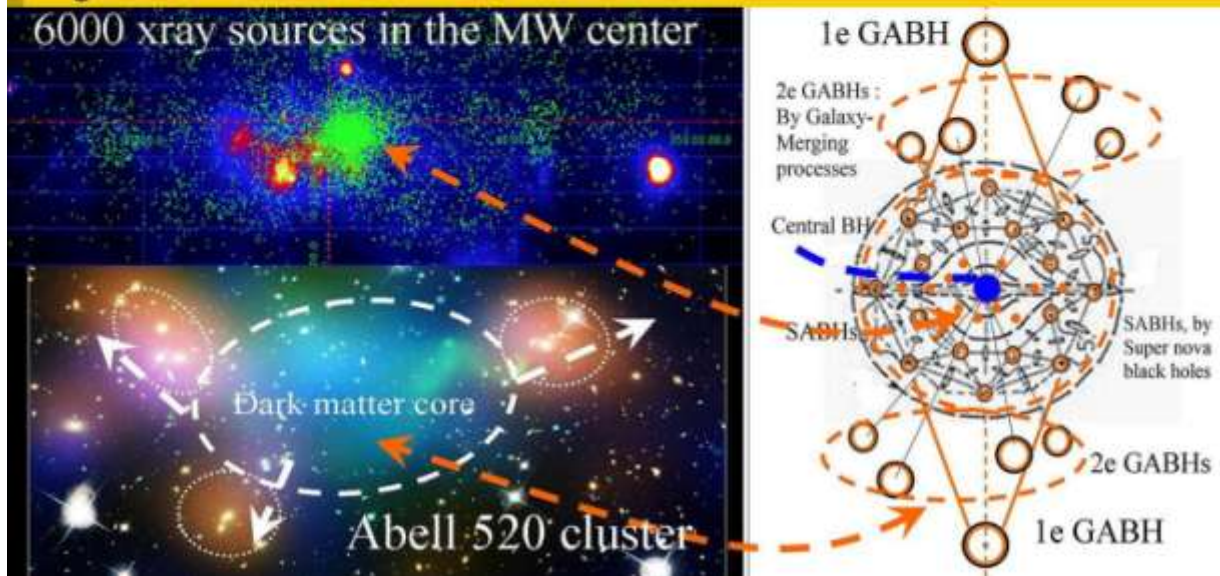 6000 xray sources in the MW center
Dark matter core
Abell 520 cluster
1e GABH
2e GABHs :
By Galaxy-
Merging
processes
Central BH
SABHs
SABHs, by
Super nova
black holes
2e GABHs
1e GABH